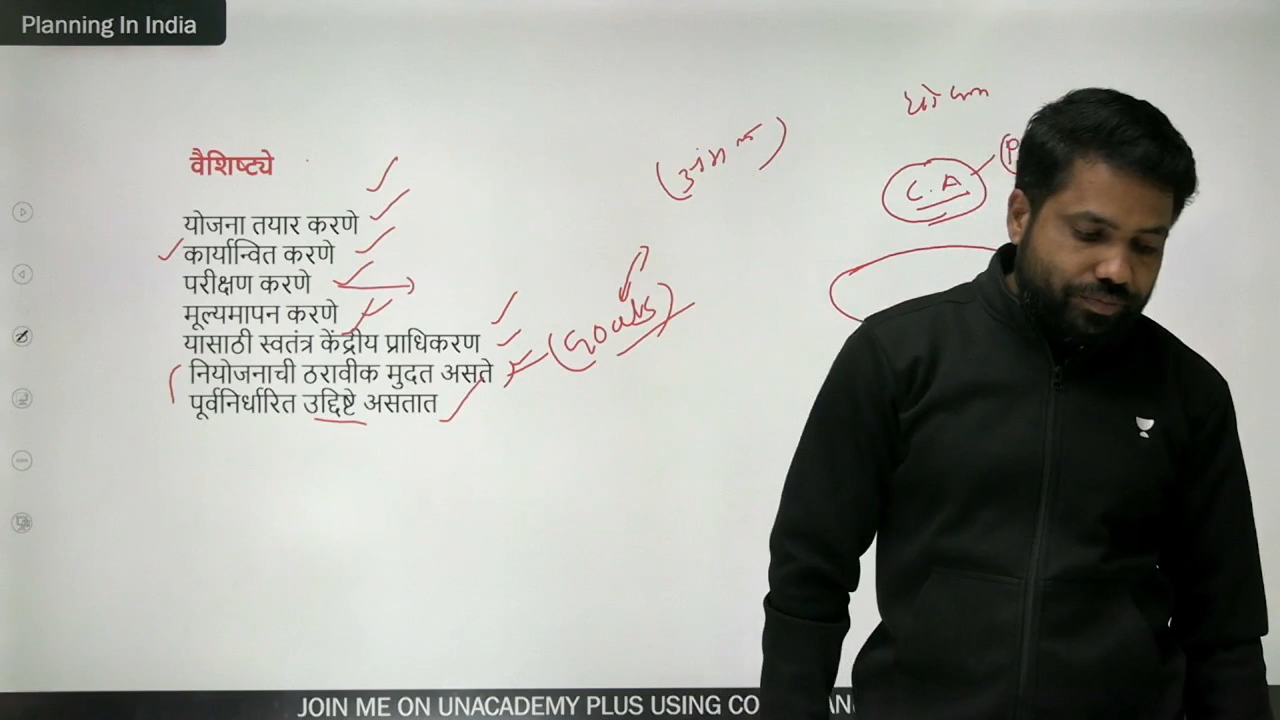 Planning In India
वैशिष्ट्ये
योजना तयार करणे
कार्यान्वित करणे
परीक्षण करणे
मूल्यमापन करणे
यासाठी स्वतंत्र केंद्रीय प्राधिकरण
नियोजनाची ठरावीक मुदत असते
पूर्वनिर्धारित उद्दिष्टे असतात
(Goals)
C.A
JOIN ME ON UNACADEMY PLUS USING CO